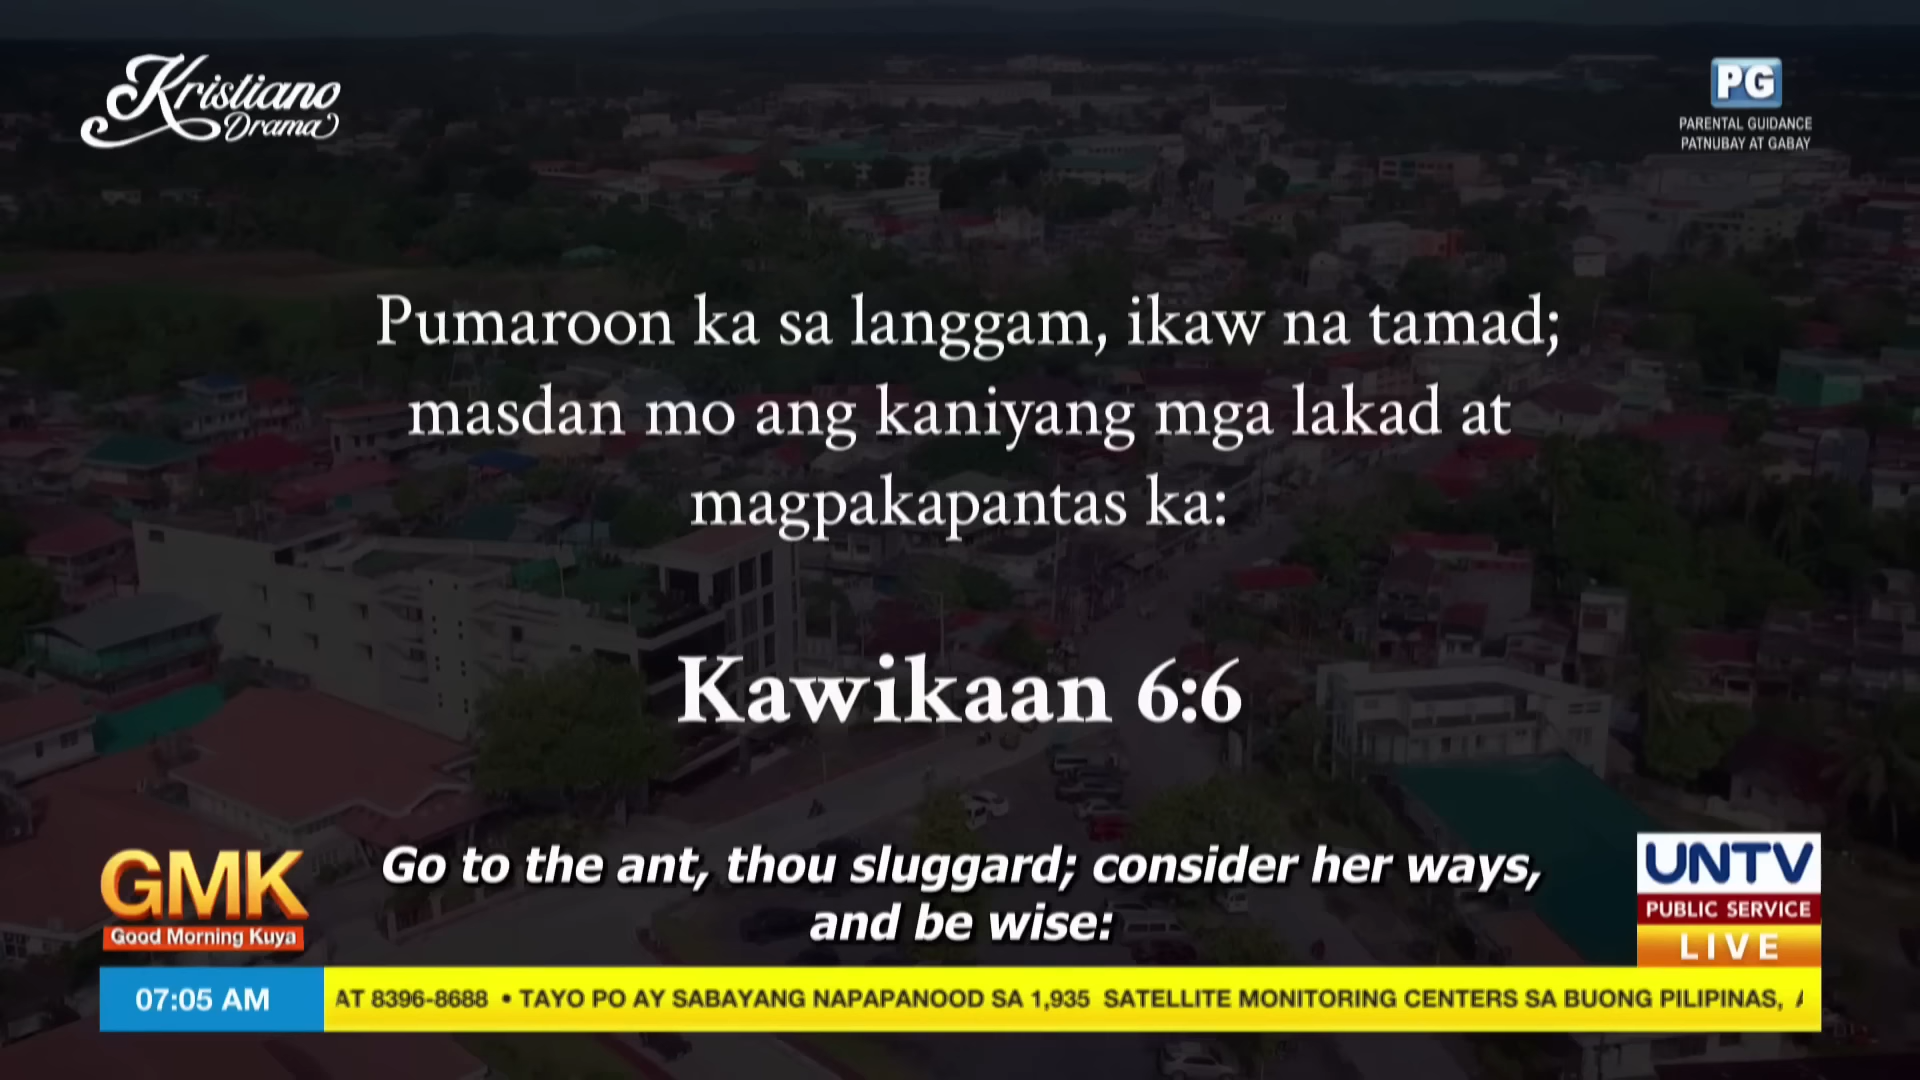 Kristiano
Drama
PG
PARENTAL GUIDANCE
PATNUBAY AT GABAY
Pumaroon ka sa langgam, ikaw na tamad;
masdan mo ang kaniyang mga lakad at
magpakapantas ka:
Kawikaan 6:6
Go to the ant, thou sluggard; consider her ways,
and be wise:
GMK
Good Morning Kuya
UNTV
PUBLIC SERVICE
LIVE
07:05 AM
AT 8396-8688 • TAYO PO AY SABAYANG NAPAPANOOD SA 1,935 SATELLITE MONITORING CENTERS SA BUONG PILIPINAS,